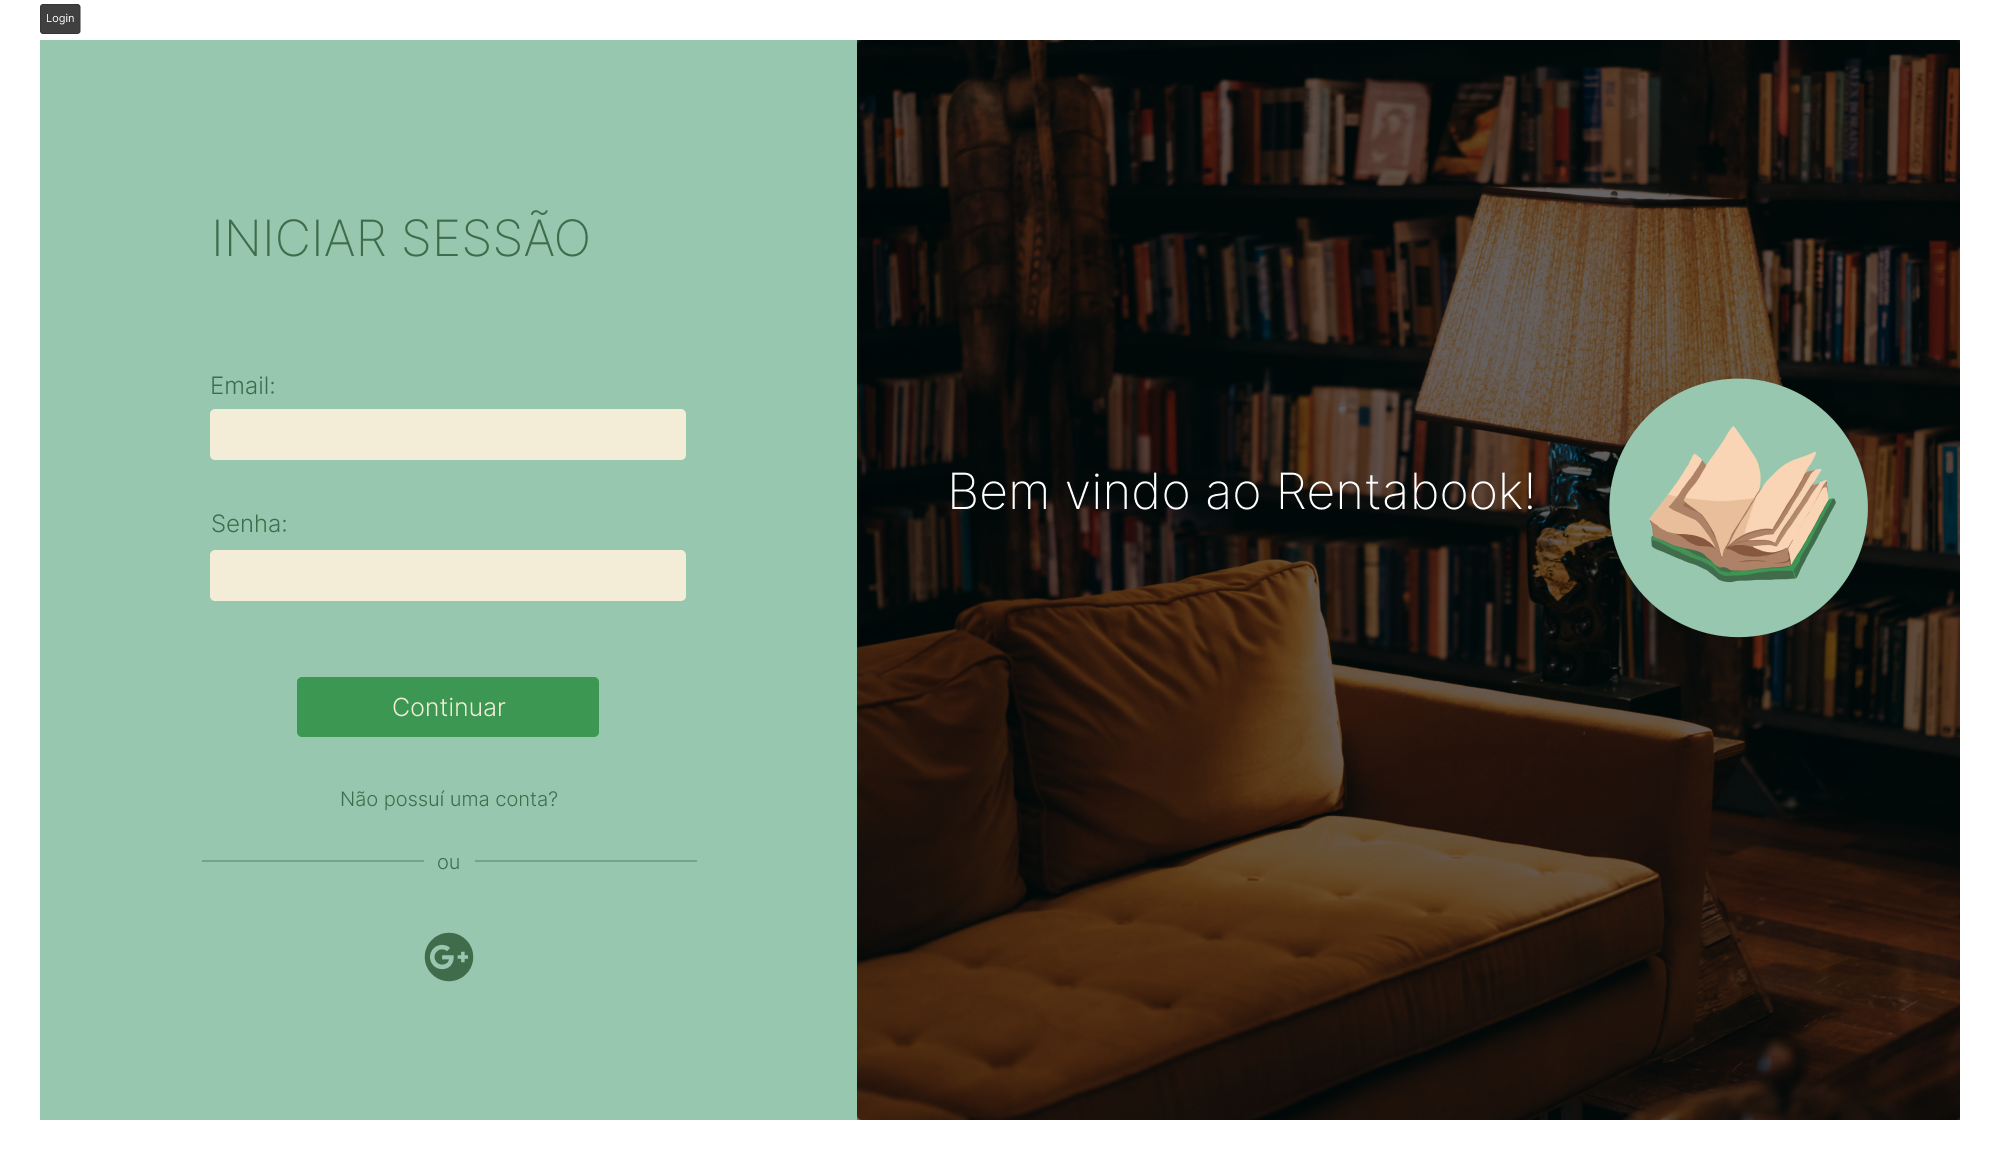 Login
INICIAR SESSÃO
Email:
Senha:
Continuar
Não possuí uma conta?
ou
G+
Bem vindo ao Rentabook!